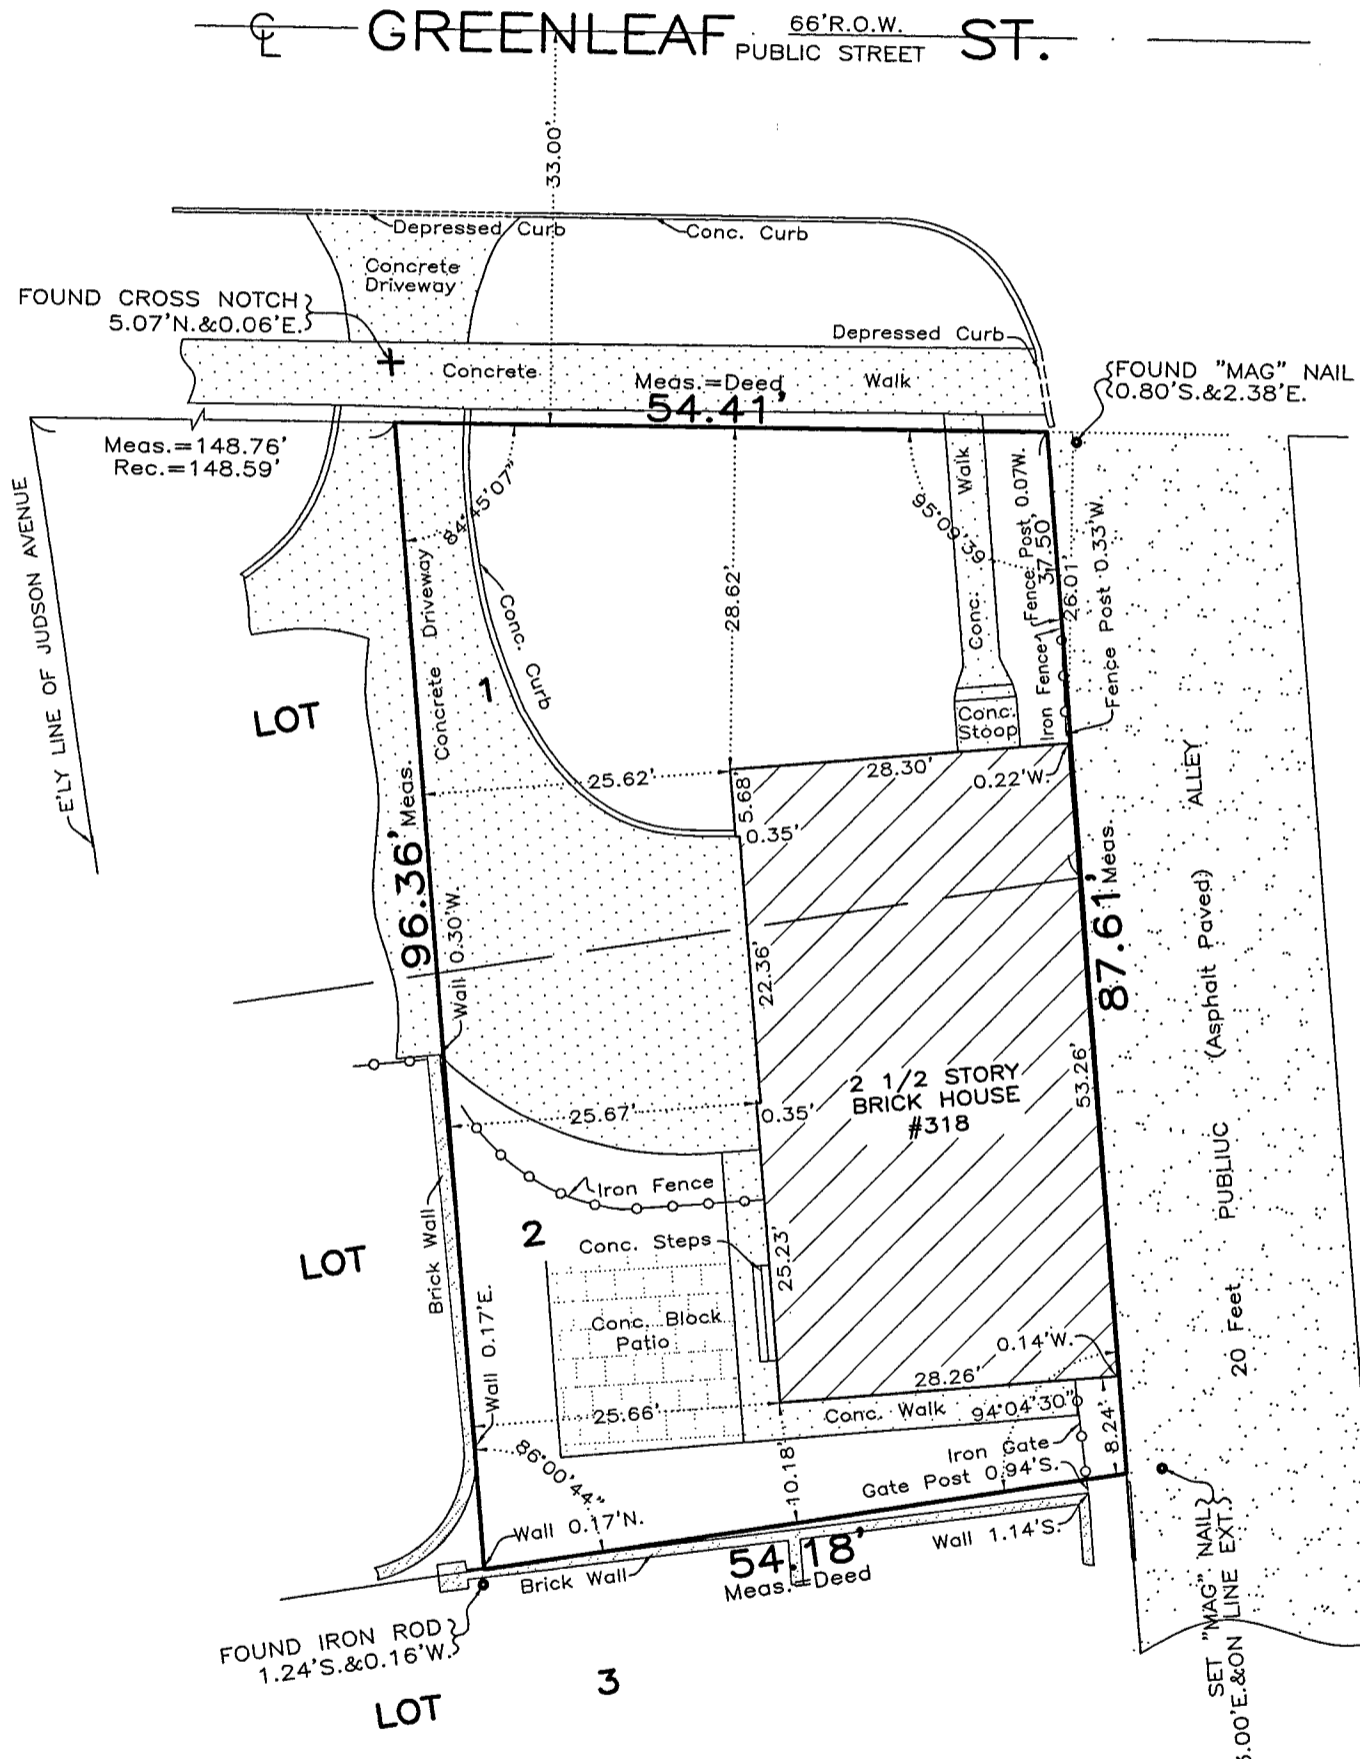 ℄ GREENLEAF 66'R.O.W. ST.
PUBLIC STREET
33.00'
Depressed Curb
Conc. Curb
Concrete
Driveway
FOUND CROSS NOTCH
5.07'N.&0.06'E.
Depressed Curb
FOUND "MAG" NAIL
0.80'S.&2.38'E.
Concrete
Walk
Meas.=Deed
54.41'
Meas.=148.76'
Rec.=148.59'
E'LY LINE OF JUDSON AVENUE
84°45'07"
95°09'39
Walk
Conc.
Fence Post 0.07W.
37.50'
26.01'
Fence Post 0.33'W.
Iron Fence
28.62'
Concrete Driveway
Conc. Curb
1
LOT
Conc.
Stoop
25.62'
28.30'
0.22'W.
5.68'
0.35'
96.36' Meas.
Wall 0.30'W.
22.36'
87.61' Meas.
ALLEY
(Asphalt Paved)
PUBLIUC
20 Feet
53.26'
2 1/2 STORY
BRICK HOUSE
#318
25.67'
0.35'
Iron Fence
2
LOT
Brick Wall
Conc. Steps
25.23'
Conc. Block
Patio
Wall 0.17'E.
0.14'W.
28.26'
25.66'
Conc. Walk
94°04'30"
8.24'
86°00'44"
10.18'
Iron Gate
Gate Post 0.94'S.
Wall 0.17'N.
Wall 1.14'S.
54.18'
Meas.=Deed
Brick Wall
FOUND IRON ROD
1.24'S.&0.16'W.
SET "MAG" NAIL
.00'E.&ON LINE EXT.
3
LOT